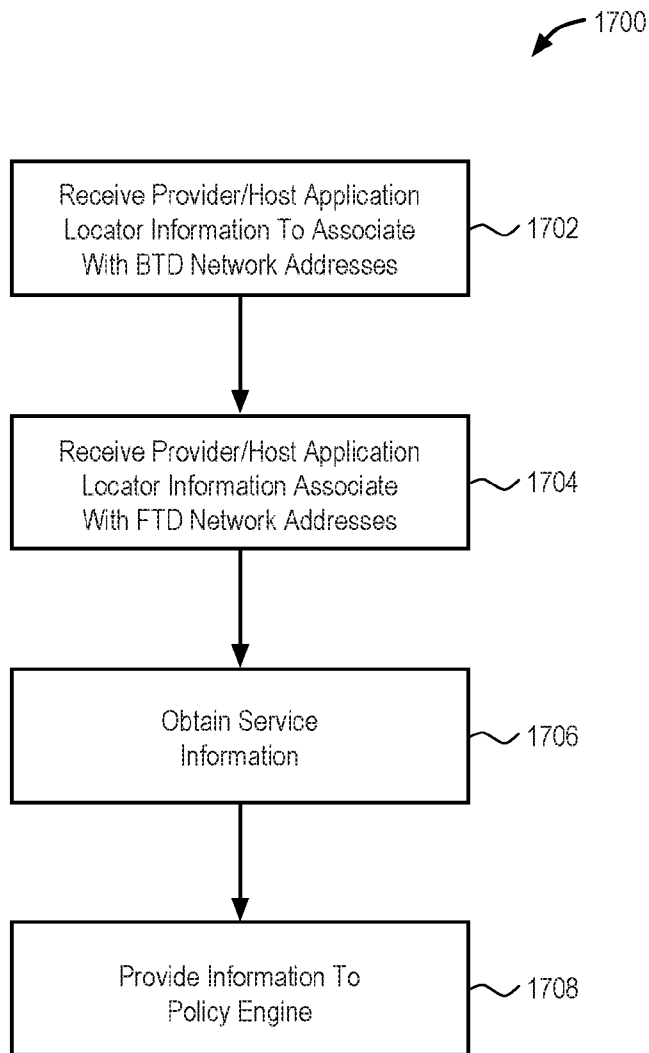 1700
Receive Provider/Host Application
Locator Information To Associate
With BTD Network Addresses
1702
Receive Provider/Host Application
Locator Information Associate
With FTD Network Addresses
1704
Obtain Service
Information
1706
Provide Information To
Policy Engine
1708